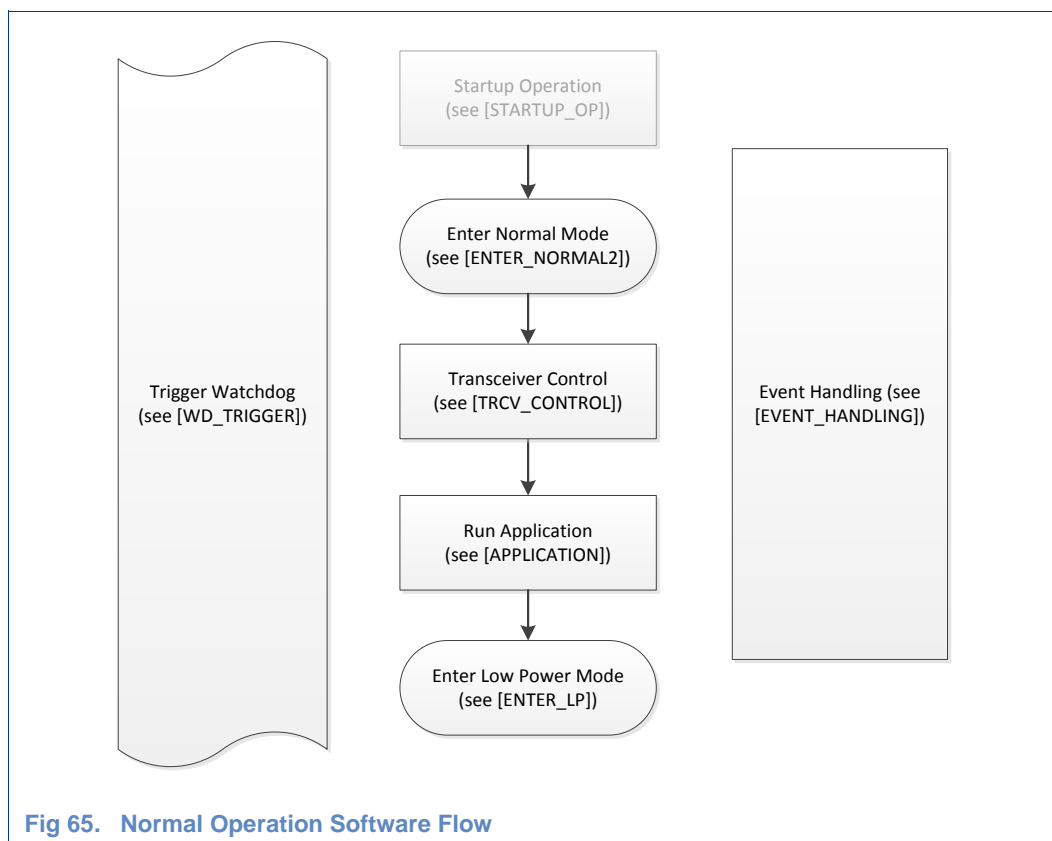 Startup Operation
(see [STARTUP_OP])
Enter Normal Mode
(see [ENTER_NORMAL2])
Transceiver Control
(see [TRCV_CONTROL])
Run Application
(see [APPLICATION])
Enter Low Power Mode
(see [ENTER_LP])
Trigger Watchdog
(see [WD_TRIGGER])
Event Handling (see
[EVENT_HANDLING]
Fig 65. Normal Operation Software Flow